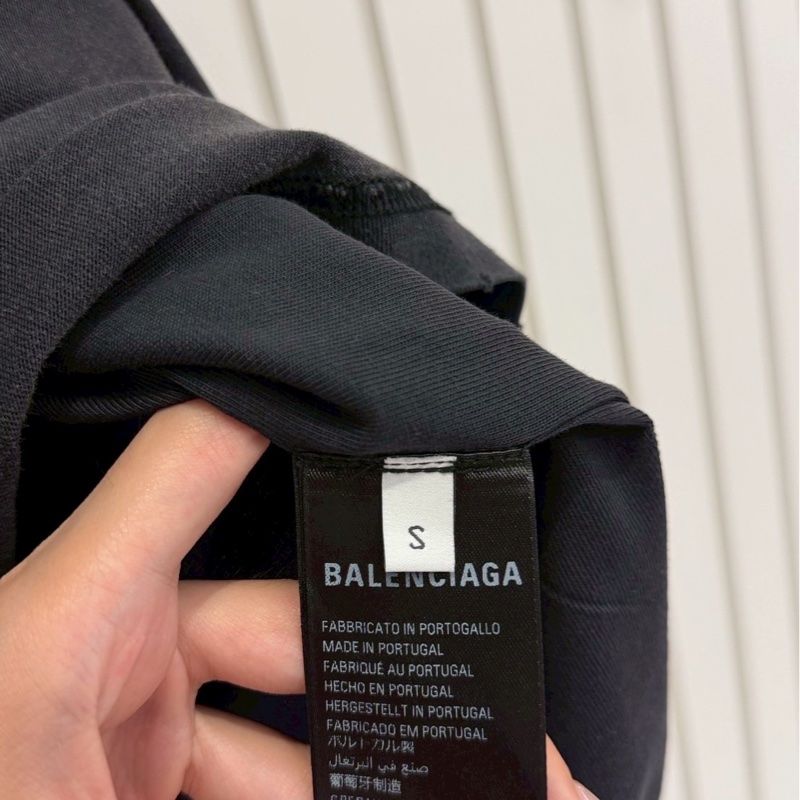 S
BALENCIAGA
FABBRICATO IN PORTOGALLO
MADE IN PORTUGAL
FABRIQUÉ AU PORTUGAL
HECHO EN PORTUGAL
HERGESTELLT IN PORTUGAL
FABRICADO EM PORTUGAL
ポルトガル製
صنع في البرتغال
葡萄牙制造